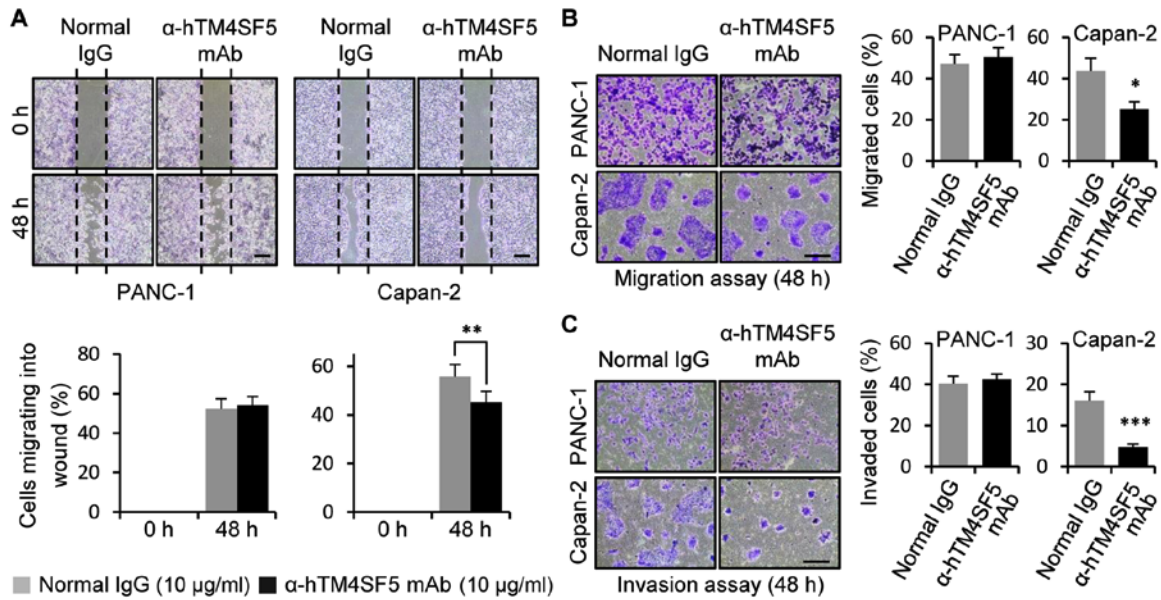 A
Normal IgG
α-hTM4SF5 mAb
Normal IgG
α-hTM4SF5 mAb
0 h
48 h
PANC-1
Capan-2
Cells migrating into wound (%)
80
60
40
20
0
0 h
48 h
60
40
20
0
**
0 h
48 h
Normal IgG (10 µg/ml)
α-hTM4SF5 mAb (10 µg/ml)
B
Normal IgG
α-hTM4SF5 mAb
PANC-1
Capan-2
Migration assay (48 h)
Migrated cells (%)
PANC-1
60
40
20
0
Normal IgG
α-hTM4SF5 mAb
Capan-2
60
40
20
0
*
Normal IgG
α-hTM4SF5 mAb
C
Normal IgG
α-hTM4SF5 mAb
PANC-1
Capan-2
Invasion assay (48 h)
Invaded cells (%)
PANC-1
60
40
20
0
Normal IgG
α-hTM4SF5 mAb
Capan-2
30
20
10
0
***
Normal IgG
α-hTM4SF5 mAb